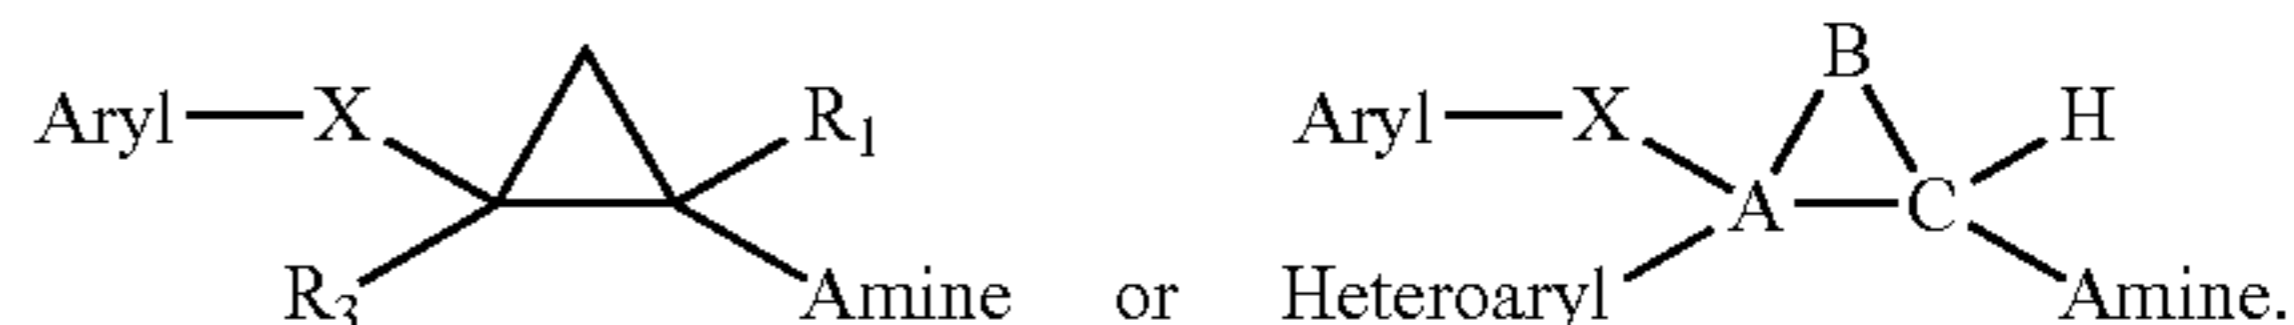 B
Aryl X R1 Aryl X H
A C
R3 Amine or Heteroaryl Amine.